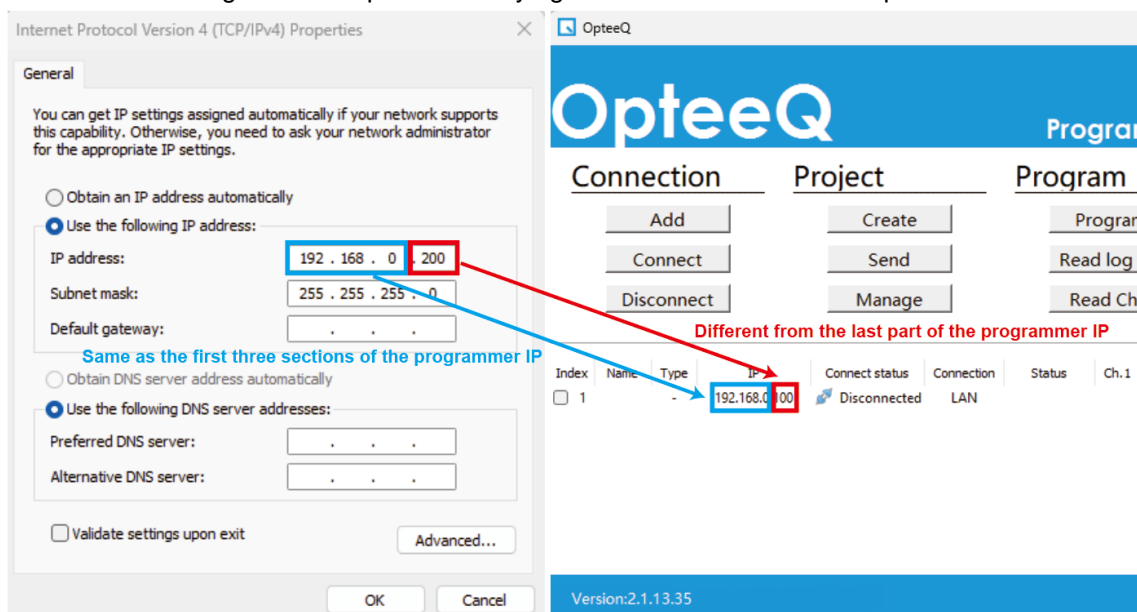 Internet Protocol Version 4 (TCP/IPv4) Properties
General
You can get IP settings assigned automatically if your network supports
this capability. Otherwise, you need to ask your network administrator
for the appropriate IP settings.
Obtain an IP address automatically
Use the following IP address:
IP address: 192 . 168 . 0 . 200
Subnet mask: 255 . 255 . 255 . 0
Default gateway: . . .
Same as the first three sections of the programmer IP
Obtain DNS server address automatically
Use the following DNS server addresses:
Preferred DNS server: . . .
Alternative DNS server: . . .
Validate settings upon exit
Advanced...
OK Cancel
OpteeQ
OpteeQ
Program
Connection Project Program
Add Create Program
Connect Send Read log
Disconnect Manage Read Ch
Different from the last part of the programmer IP
Index Name Type IP Connect status Connection Status Ch.1
1 - 192.168.0.100 Disconnected LAN
Version:2.1.13.35